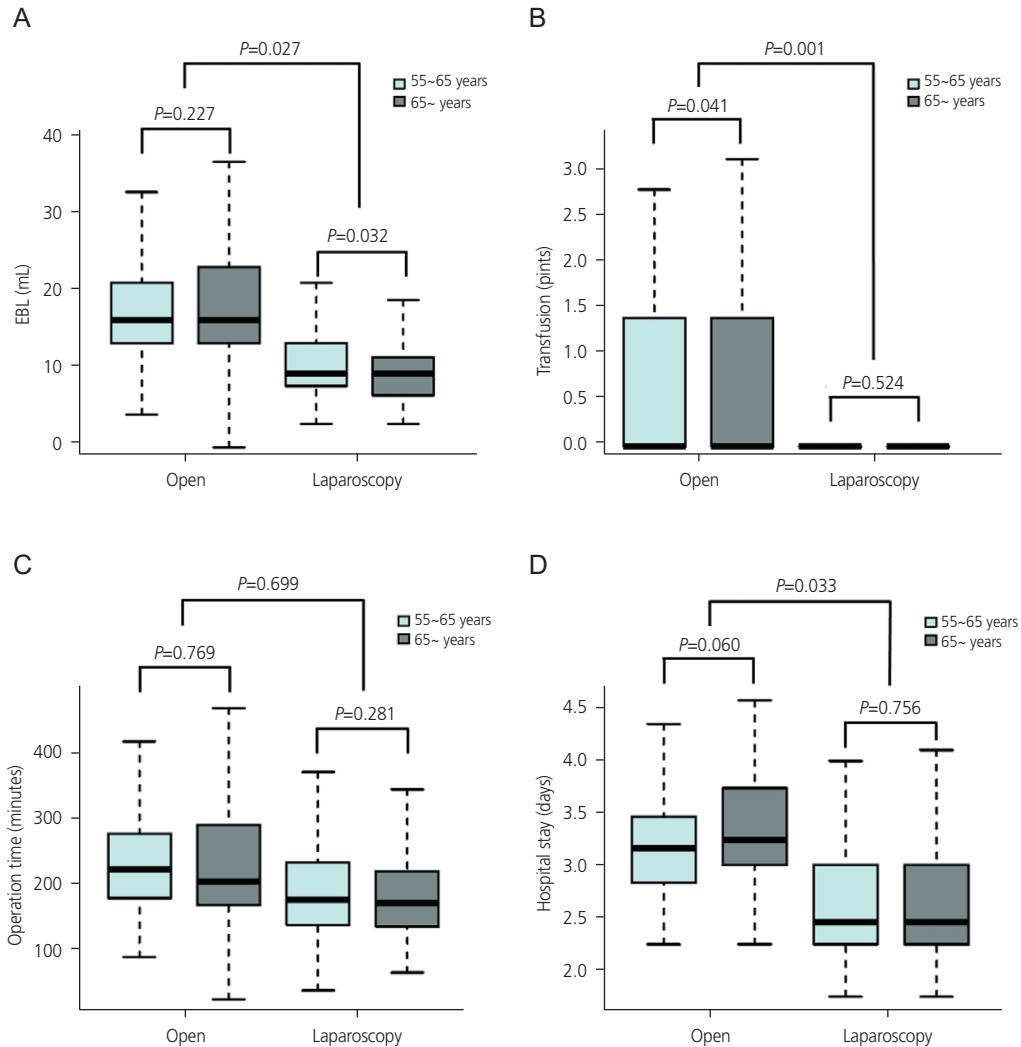 A
P=0.027
55~65 years
65~ years
P=0.227
P=0.032
EBL (mL)
40
30
20
10
0
Open
Laparoscopy
B
P=0.001
55~65 years
65~ years
P=0.041
P=0.524
Transfusion (pints)
3.0
2.5
2.0
1.5
1.0
0.5
0.0
Open
Laparoscopy
C
P=0.699
55~65 years
65~ years
P=0.769
P=0.281
Operation time (minutes)
400
300
200
100
Open
Laparoscopy
D
P=0.033
55~65 years
65~ years
P=0.060
P=0.756
Hospital stay (days)
4.5
4.0
3.5
3.0
2.5
2.0
Open
Laparoscopy